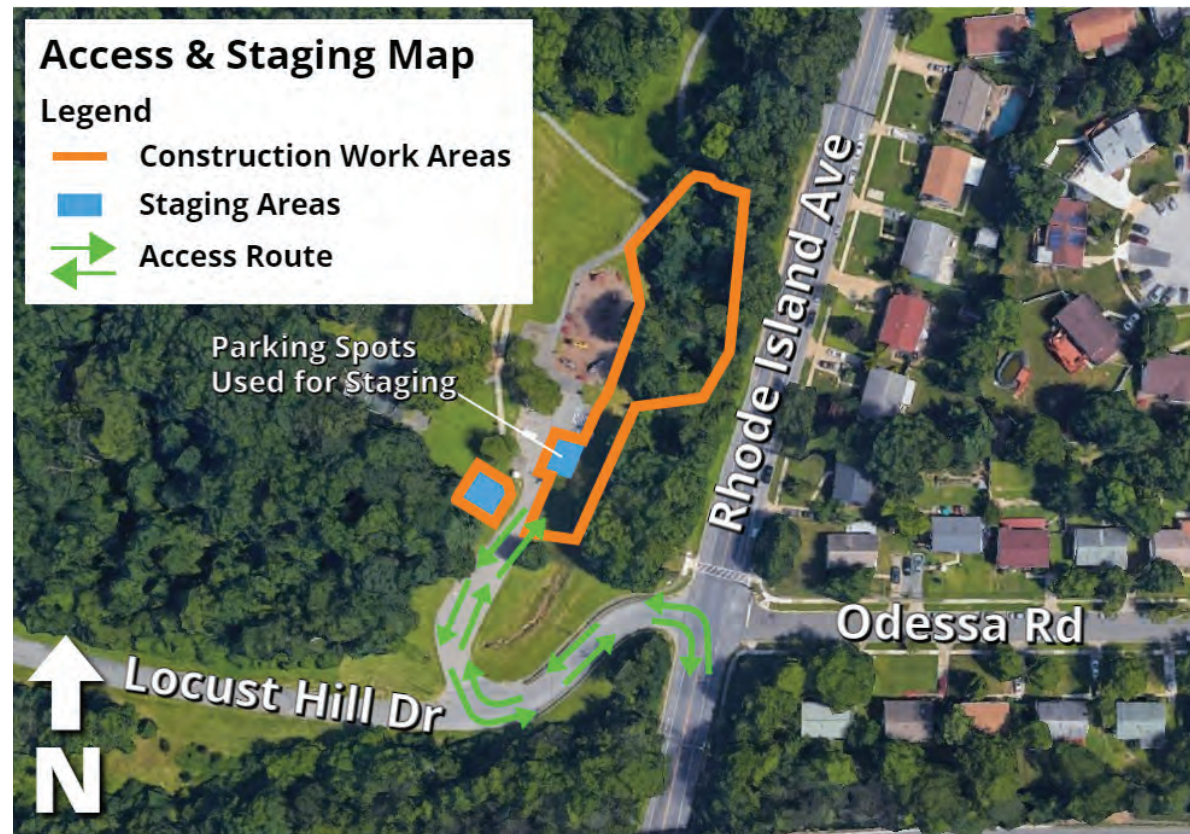 Access & Staging Map
Legend
Construction Work Areas
Staging Areas
Access Route
Parking Spots
Used for Staging
Rhode Island Ave
Odessa Rd
Locust Hill Dr
N